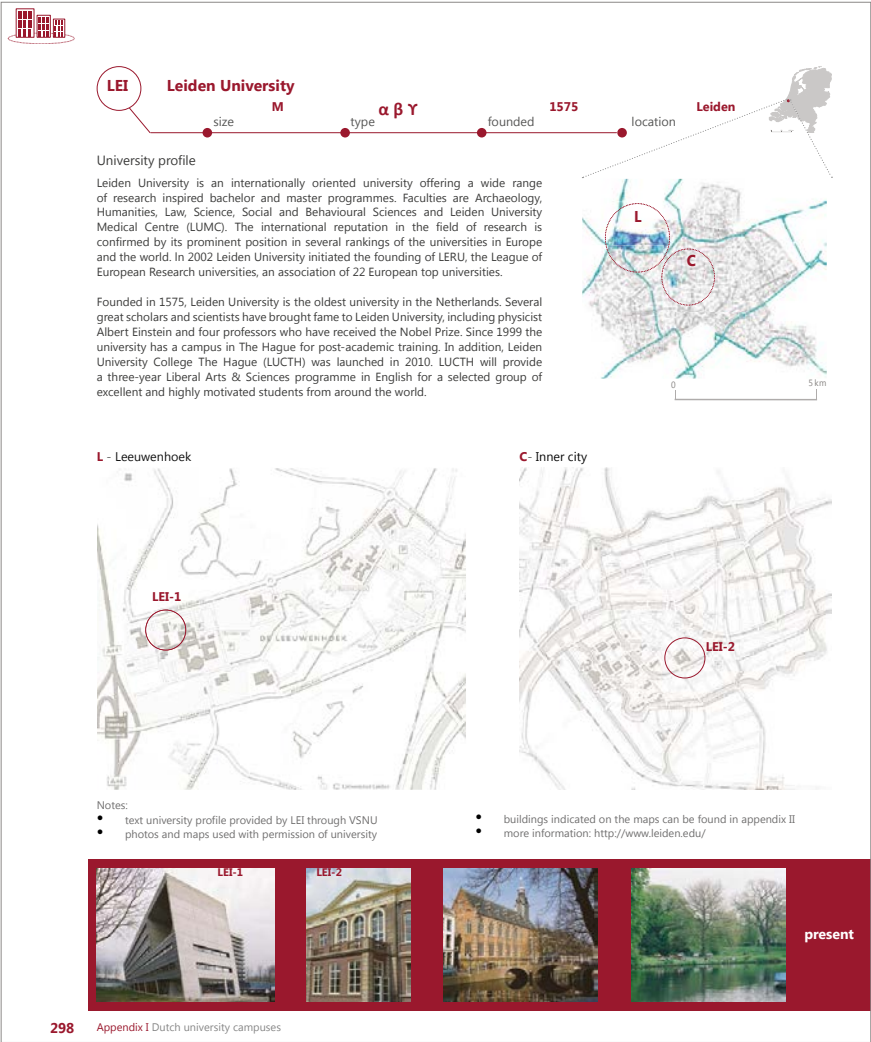 LEI
Leiden University
M
α β ϒ
1575
Leiden
size
type
founded
location
University profile
Leiden University is an internationally oriented university offering a wide range
of research inspired bachelor and master programmes. Faculties are Archaeology,
Humanities, Law, Science, Social and Behavioural Sciences and Leiden University
Medical Centre (LUMC). The international reputation in the field of research is
confirmed by its prominent position in several rankings of the universities in Europe
and the world. In 2002 Leiden University initiated the founding of LERU, the League of
European Research universities, an association of 22 European top universities.
Founded in 1575, Leiden University is the oldest university in the Netherlands. Several
great scholars and scientists have brought fame to Leiden University, including physicist
Albert Einstein and four professors who have received the Nobel Prize. Since 1999 the
university has a campus in The Hague for post-academic training. In addition, Leiden
University College The Hague (LUCTH) was launched in 2010. LUCTH will provide
a three-year Liberal Arts & Sciences programme in English for a selected group of
excellent and highly motivated students from around the world.
L
C
0
5 km
L - Leeuwenhoek
LEI-1
DE LEEUWENHOEK
C- Inner city
LEI-2
Notes:
• text university profile provided by LEI through VSNU
• photos and maps used with permission of university
• buildings indicated on the maps can be found in appendix II
• more information: http://www.leiden.edu/
LEI-1
LEI-2
present
298 Appendix I Dutch university campuses